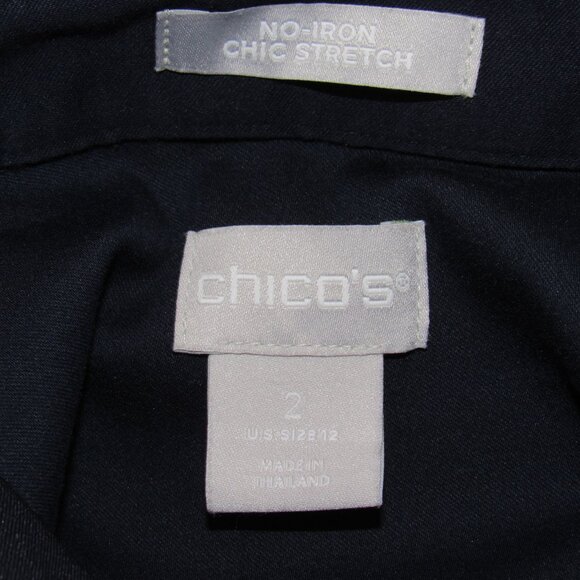 NO-IRON
CHIC STRETCH
chico's®
2
U.S. SIZE 12
MADE IN
THAILAND